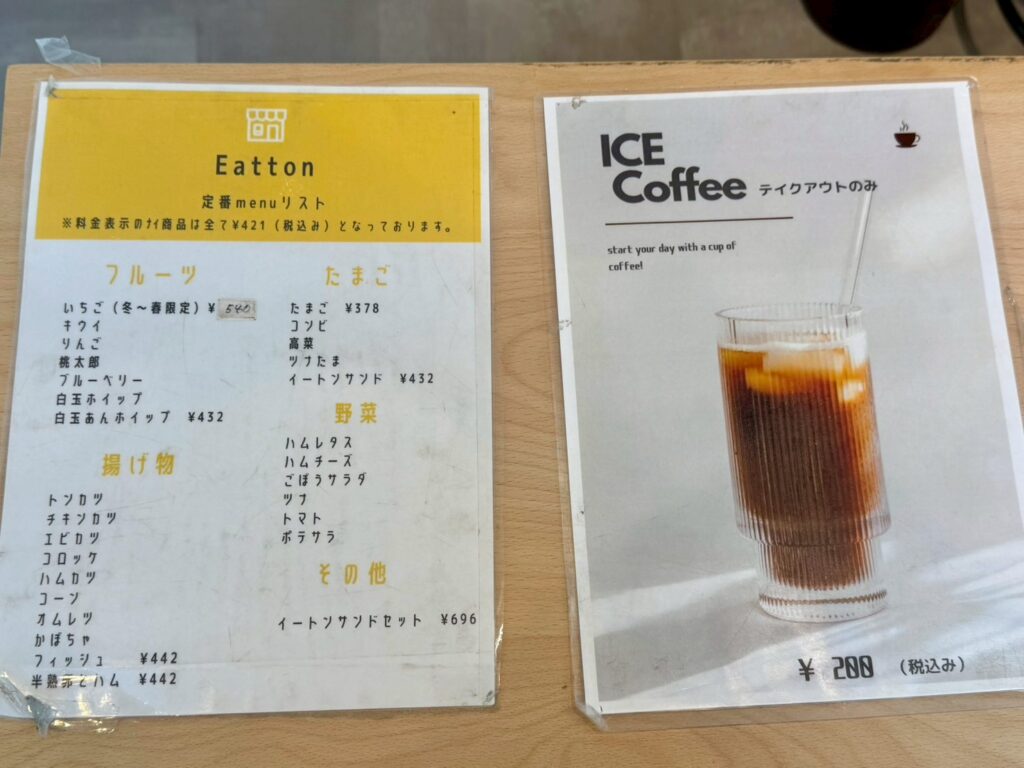 Eatton
定番menuリスト
※料金表示のﾅｲ商品は全て¥421（税込み）となっております。
フルーツ
いちご（冬～春限定）¥ 540
キウイ
りんご
桃太郎
ブルーベリー
白玉ホイップ
白玉あんホイップ ¥432
揚げ物
トンカツ
チキンカツ
エビカツ
コロッケ
ハムカツ
コーン
オムレツ
かぼちゃ
フィッシュ ¥442
半熟卵とハム ¥442
たまご
たまご ¥378
コンビ
高菜
ツナたま
イートンサンド ¥432
野菜
ハムレタス
ハムチーズ
ごぼうサラダ
ツナ
トマト
ポテサラ
その他
イートンサンドセット ¥696
ICE
Coffee テイクアウトのみ
start your day with a cup of
coffee!
¥ 200 （税込み）